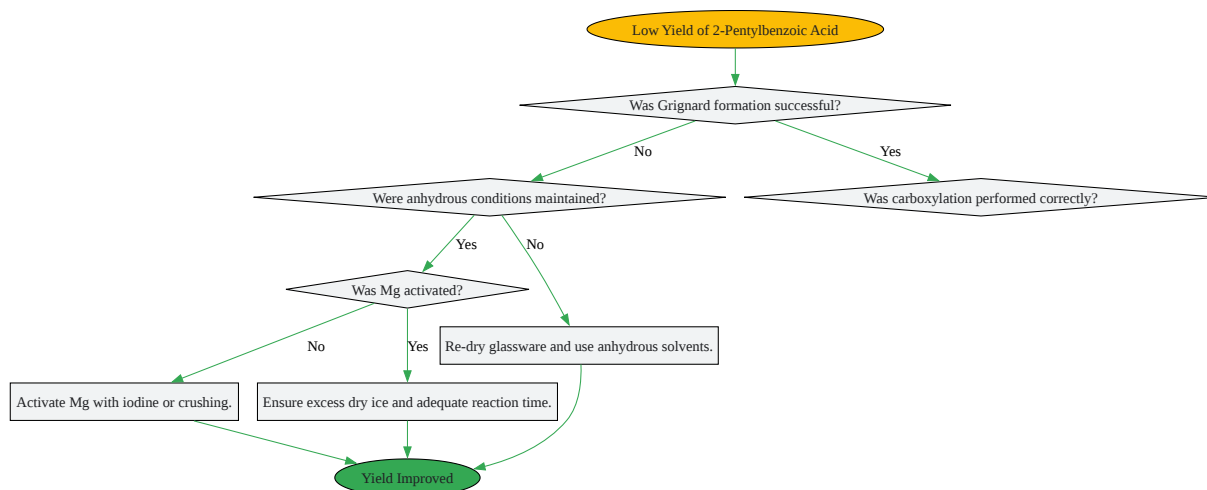 Low Yield of 2-Pentylbenzoic Acid
Was Grignard formation successful?
No
Yes
Were anhydrous conditions maintained?
Was carboxylation performed correctly?
Yes
No
Was Mg activated?
No
Yes
Re-dry glassware and use anhydrous solvents.
Activate Mg with iodine or crushing.
Ensure excess dry ice and adequate reaction time.
Yield Improved